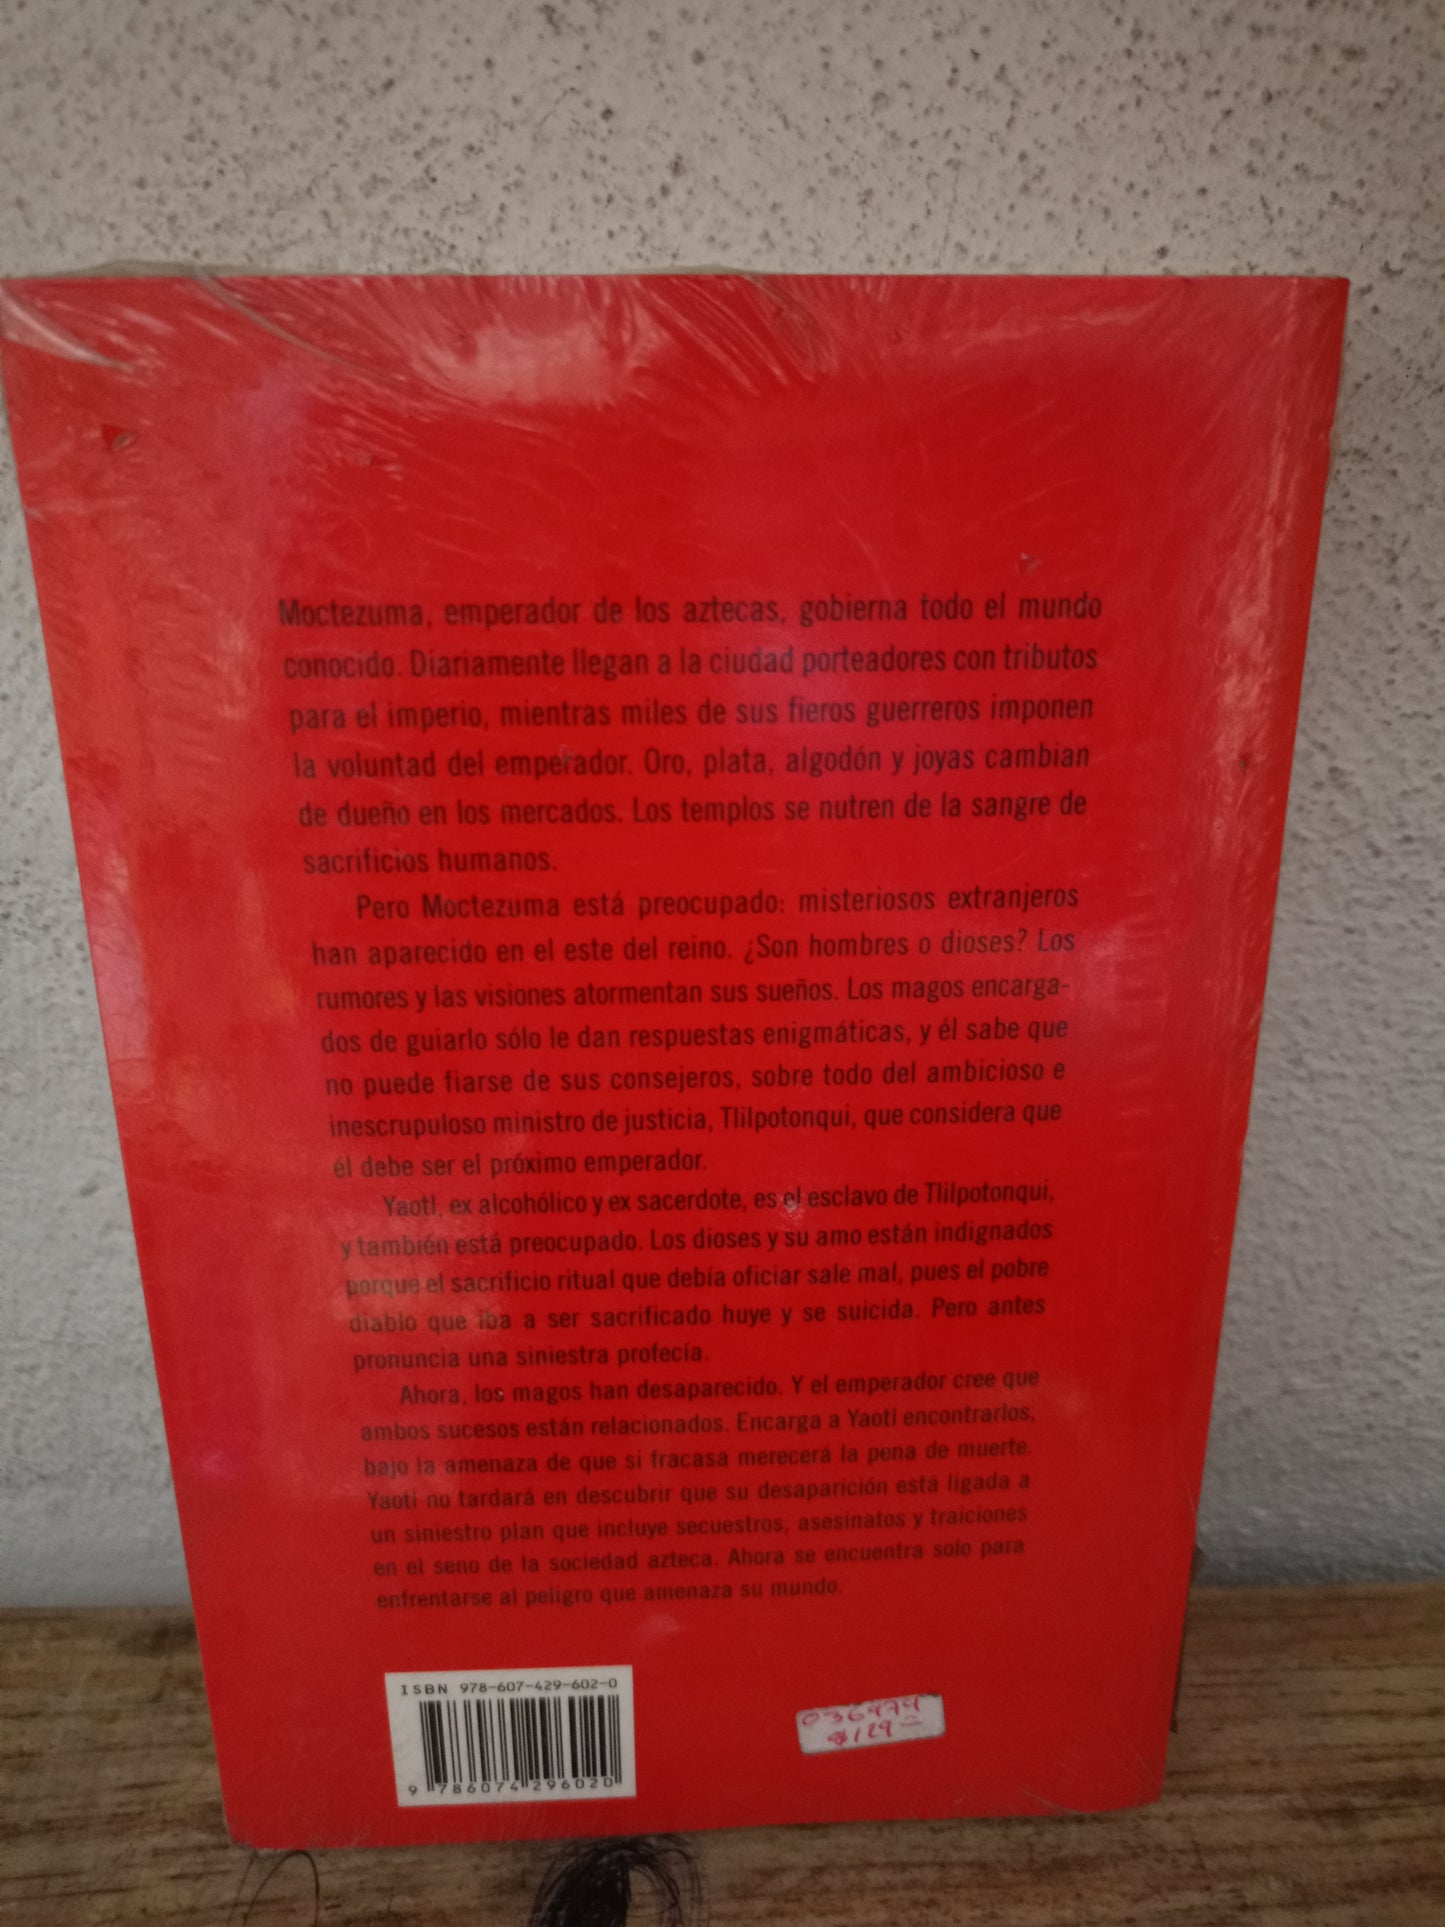 Moctezuma, emperador de los aztecas, gobierna todo el mundo
conocido. Diariamente llegan a la ciudad porteadores con tributos
para el imperio, mientras miles de sus fieros guerreros imponen
la voluntad del emperador. Oro, plata, algodón y joyas cambian
de dueño en los mercados. Los templos se nutren de la sangre de
sacrificios humanos.
Pero Moctezuma está preocupado: misteriosos extranjeros
han aparecido en el este del reino. ¿Son hombres o dioses? Los
rumores y las visiones atormentan sus sueños. Los magos encarga-
dos de guiarlo sólo le dan respuestas enigmáticas, y él sabe que
no puede fiarse de sus consejeros, sobre todo del ambicioso e
inescrupuloso ministro de justicia, Tlilpotonqui, que considera que
él debe ser el próximo emperador.
Yaotl, ex alcohólico y ex sacerdote, es el esclavo de Tlilpotonqui,
y también está preocupado. Los dioses y su amo están indignados
porque el sacrificio ritual que debía oficiar sale mal, pues el pobre
diablo que iba a ser sacrificado huye y se suicida. Pero antes
pronuncia una siniestra profecía.
Ahora, los magos han desaparecido. Y el emperador cree que
ambos sucesos están relacionados. Encarga a Yaotl encontrarlos,
bajo la amenaza de que si fracasa merecerá la pena de muerte.
Yaotl no tardará en descubrir que su desaparición está ligada a
un siniestro plan que incluye secuestros, asesinatos y traiciones
en el seno de la sociedad azteca. Ahora se encuentra solo para
enfrentarse al peligro que amenaza su mundo.
ISBN 978-607-429-602-0
9 786074 296020
036979
$129=